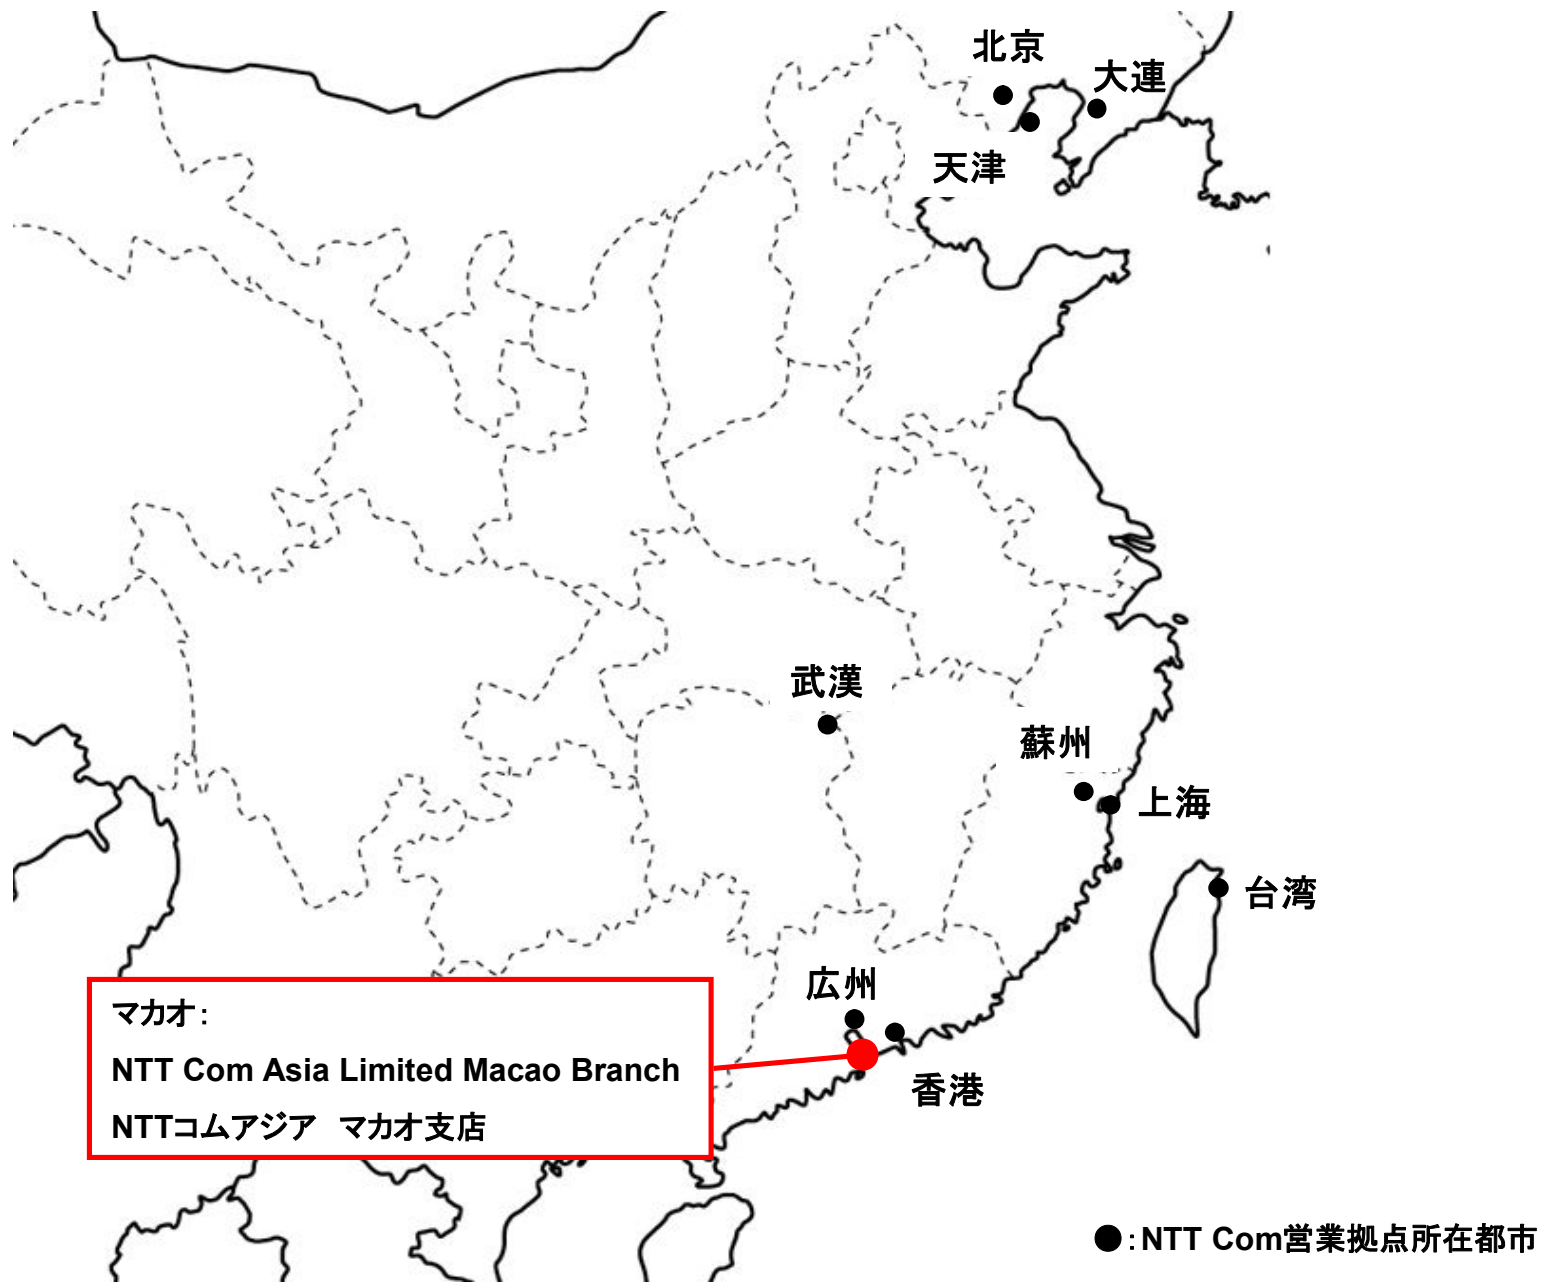 北京
大連
天津
武漢
蘇州
上海
台湾
広州
マカオ：
NTT Com Asia Limited Macao Branch
NTTコムアジア　マカオ支店
香港
●：NTT Com営業拠点所在都市